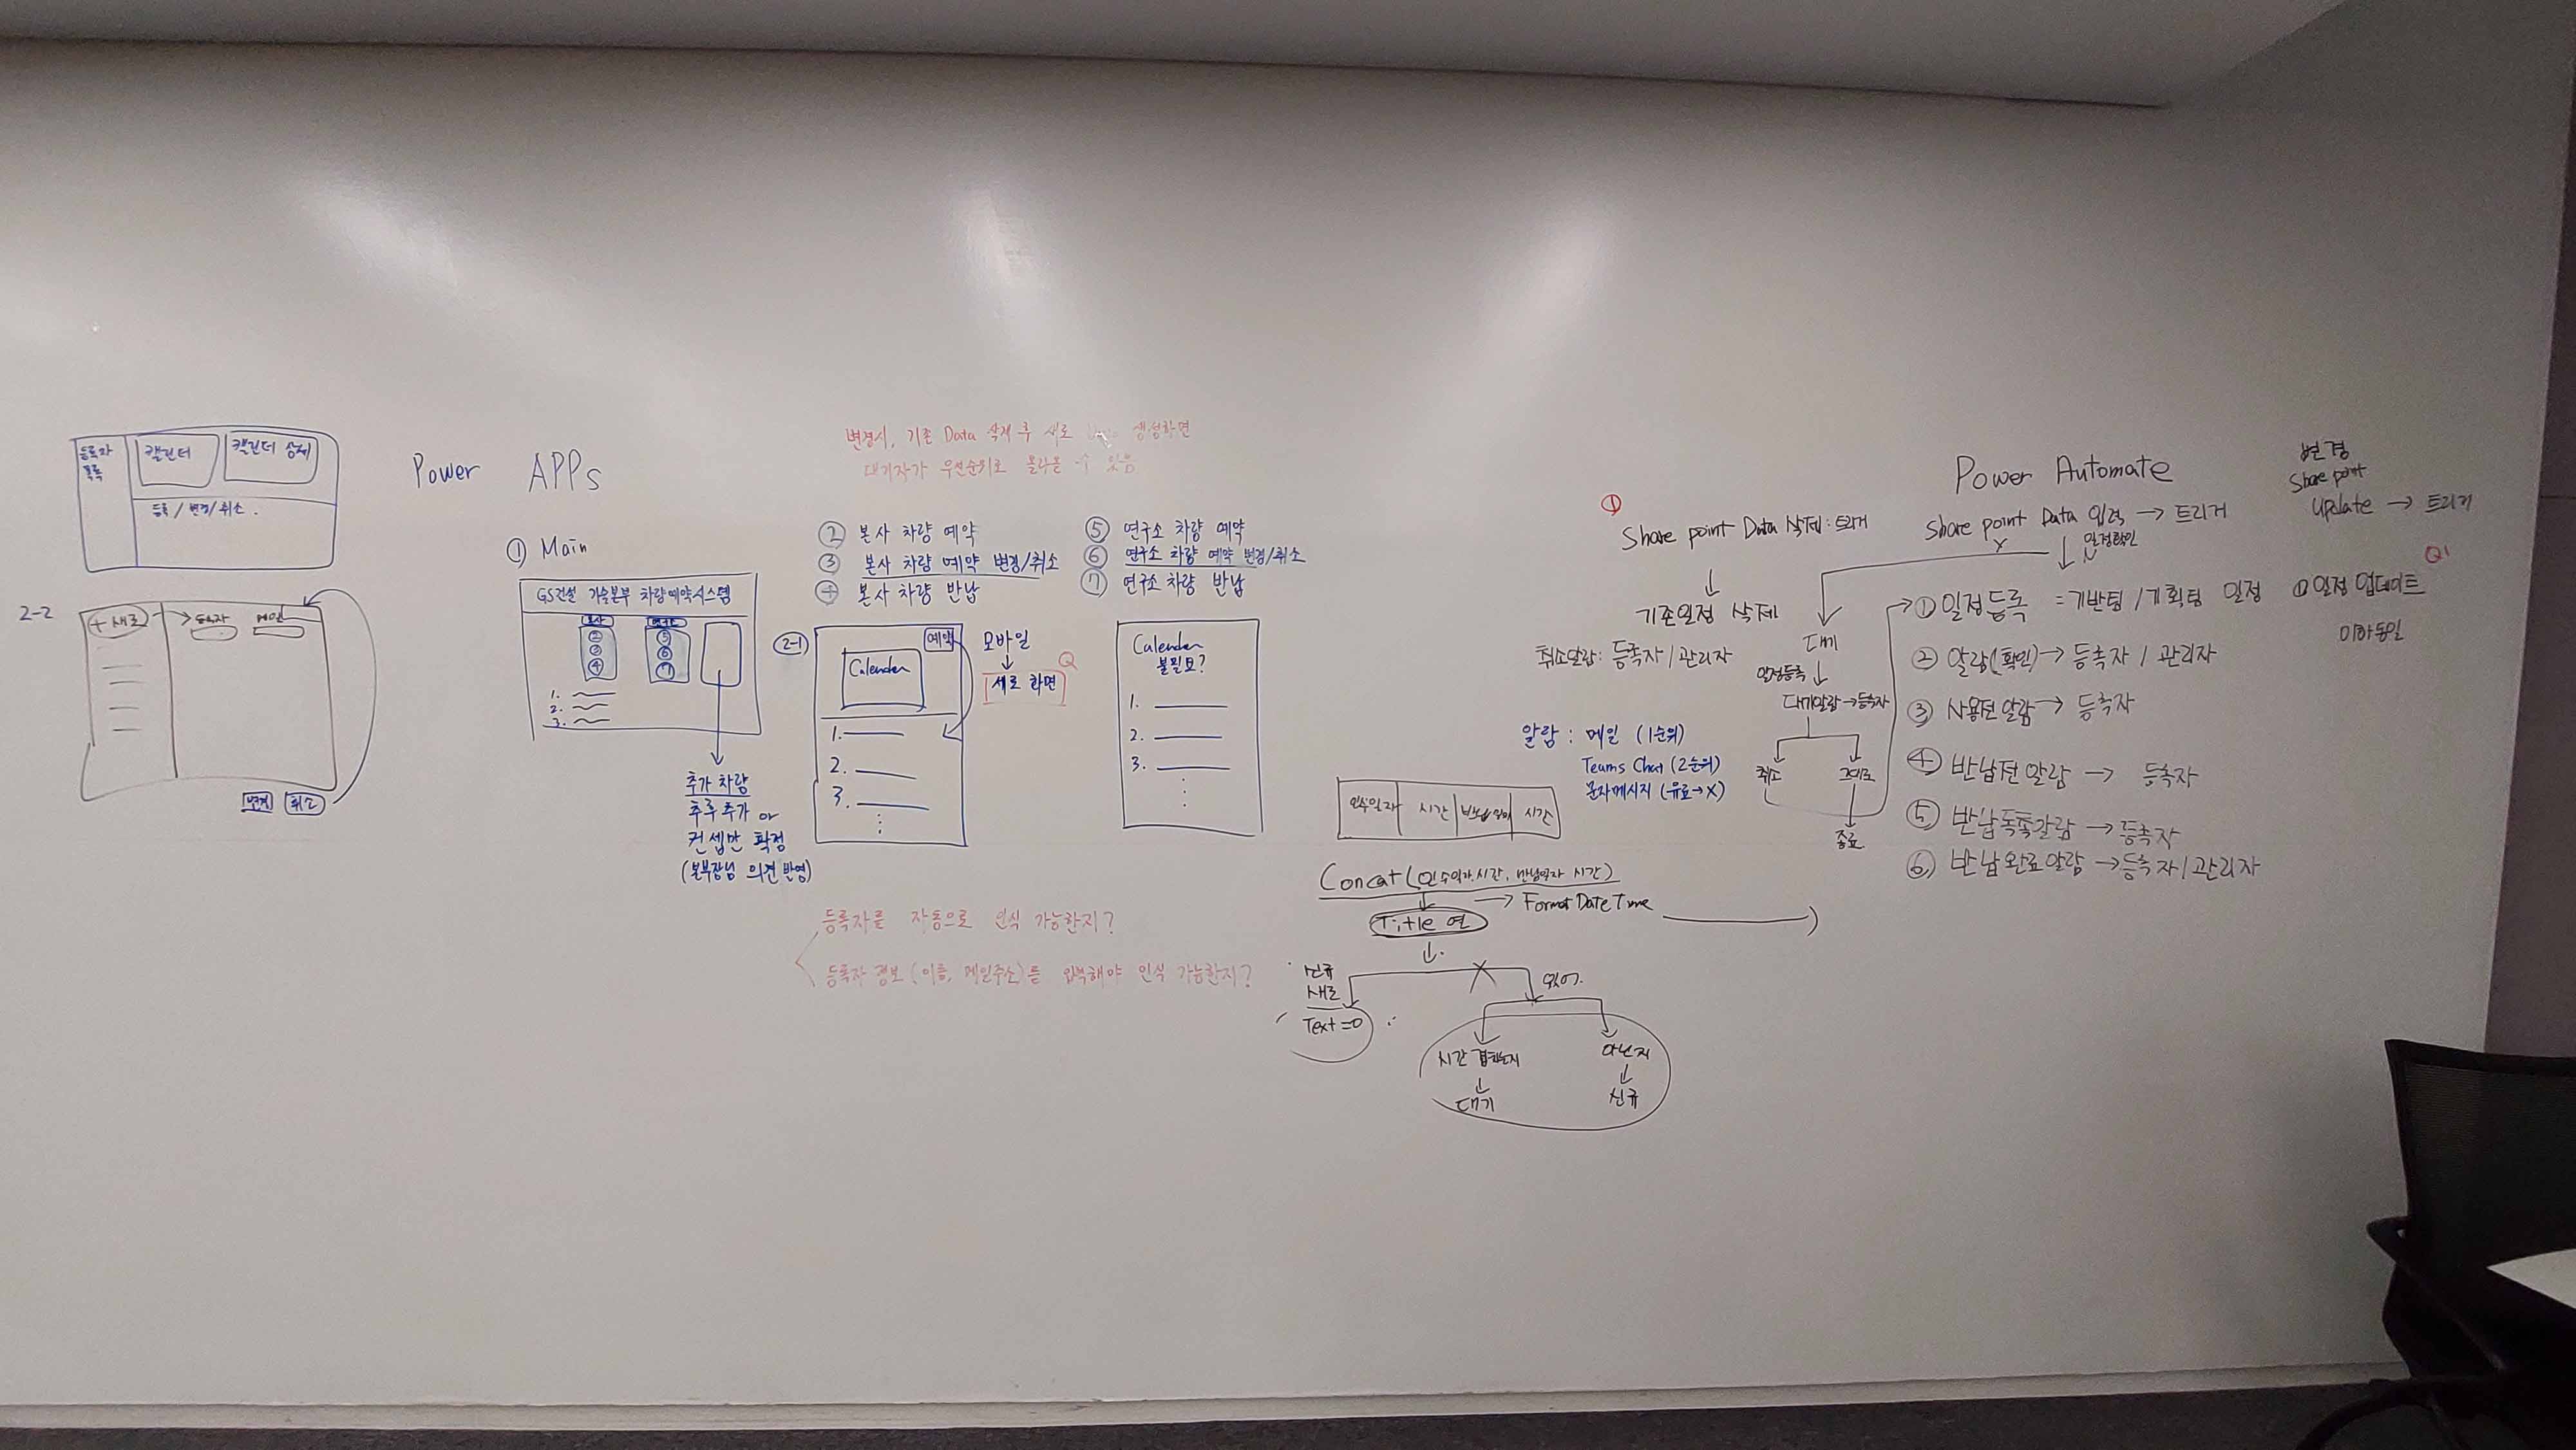 등록자
목록
캘린더
캘린더 상세
등록 / 변경/취소.
2-2
+ 새로
등록자
메인
변경
취소
Power APPs
변경시, 기존 Data 삭제 후 새로 생성하면
대기자가 우선순위로 올라올 수 있음
① Main
GS건설 기술본부 차량예약시스템
본사
②
③
④
연구소
⑤
⑥
⑦
1.
2.
3.
추가 차량
추후 추가 or
컨셉만 확정
(본부장님 의견 반영)
② 본사 차량 예약
③ 본사 차량 예약 변경/취소
④ 본사 차량 반납
⑤ 연구소 차량 예약
⑥ 연구소 차량 예약 변경/취소
⑦ 연구소 차량 반납
2-1
예약
Calender
1.
2.
3.
모바일
↓
세로 화면
Q
Calender
불필요?
1.
2.
3.
등록자를 자동으로 인식 가능한지?
등록자 정보 (이름, 메일주소)를 입력해야 인식 가능한지?
①
Share point Data 삭제 : 트리거
↓
기존일정 삭제
취소알람: 등록자 / 관리자
알람 : 메일 (1순위)
Teams Chat (2순위)
문자메시지 (유료→X)
인수일자 시간 반납일자 시간
Concat(인수일자,시간, 반납일자 시간)
Title 열
→ Format DateTime
신규
새로
Text=0
X
있어.
시간 겹치는지
↓
대기
아닌지
↓
신규
Power Automate
Share point Data 입력 → 트리거
일정확인
대기
일정등록 ↓
대기알람→등록자
취소
그대로
종료
① 일정등록 = 기반팀 / 기획팀 일정
② 알람(확인)→ 등록자 / 관리자
③ 사용전알람→ 등록자
④ 반납전 알람 → 등록자
⑤ 반납독촉알람 →등록자
⑥ 반납완료알람 →등록자/관리자
변경
Share point
Update → 트리거
Q1
① 일정 업데이트
이하동일